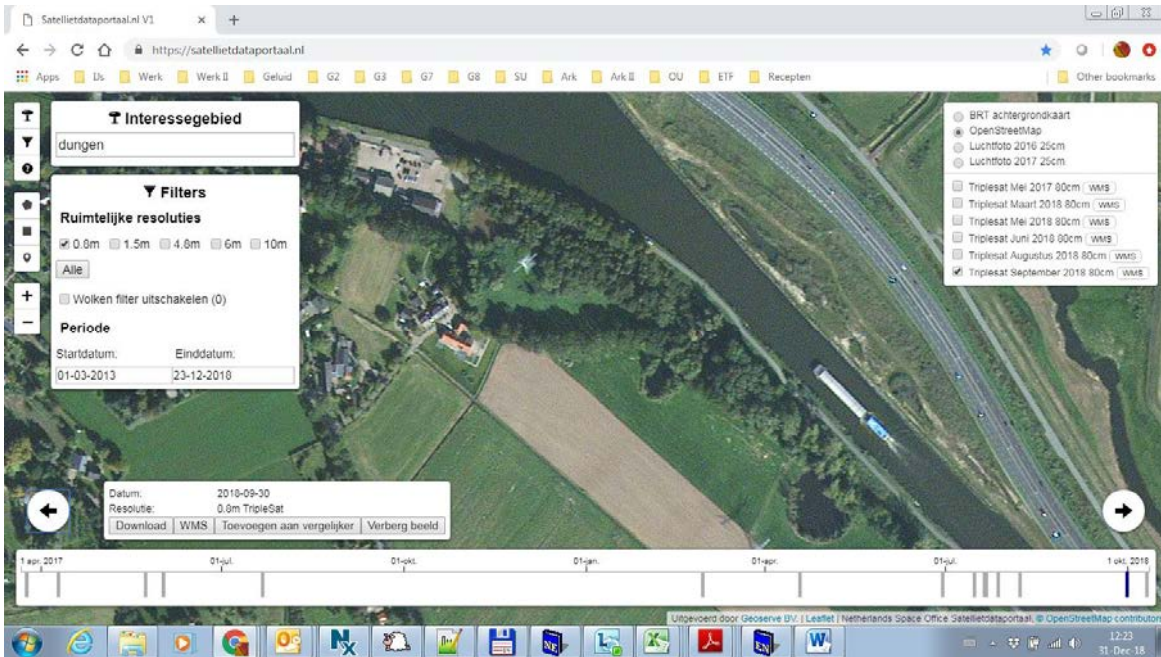 Satellietdataportaal.nl V1
https://satellietdataportaal.nl
Apps IJs Werk Werk II Geluid G2 G3 G7 G8 SU Ark Ark II OU ETF Recepten Other bookmarks
Interessegebied
dungen
Filters
Ruimtelijke resoluties
0.8m 1.5m 4.8m 6m 10m
Alle
Wolken filter uitschakelen (0)
Periode
Startdatum: Einddatum:
01-03-2013 23-12-2018
BRT achtergrondkaart
OpenStreetMap
Luchtfoto 2016 25cm
Luchtfoto 2017 25cm
Triplesat Mei 2017 80cm WMS
Triplesat Maart 2018 80cm WMS
Triplesat Mei 2018 80cm WMS
Triplesat Juni 2018 80cm WMS
Triplesat Augustus 2018 80cm WMS
Triplesat September 2018 80cm WMS
Datum: 2018-09-30
Resolutie: 0.8m TripleSat
Download WMS Toevoegen aan vergelijker Verberg beeld
1 apr. 2017 01-jul. 01-okt. 01-jan. 01-apr. 01-jul. 1 okt. 2018
Uitgevoerd door Geoserve BV. | Leaflet | Netherlands Space Office Satellietdataportaal, © OpenStreetMap contributors
12:23
31-Dec-18